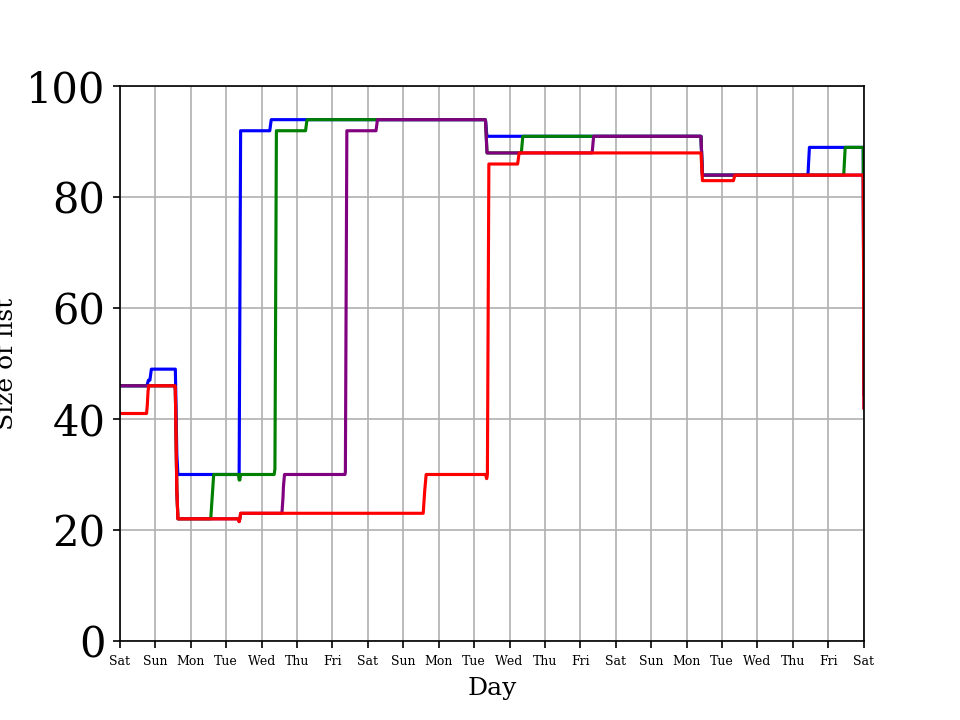 100
80
60
40
20
0
Size of list
Sat Sun Mon Tue Wed Thu Fri Sat Sun Mon Tue Wed Thu Fri Sat Sun Mon Tue Wed Thu Fri Sat
Day